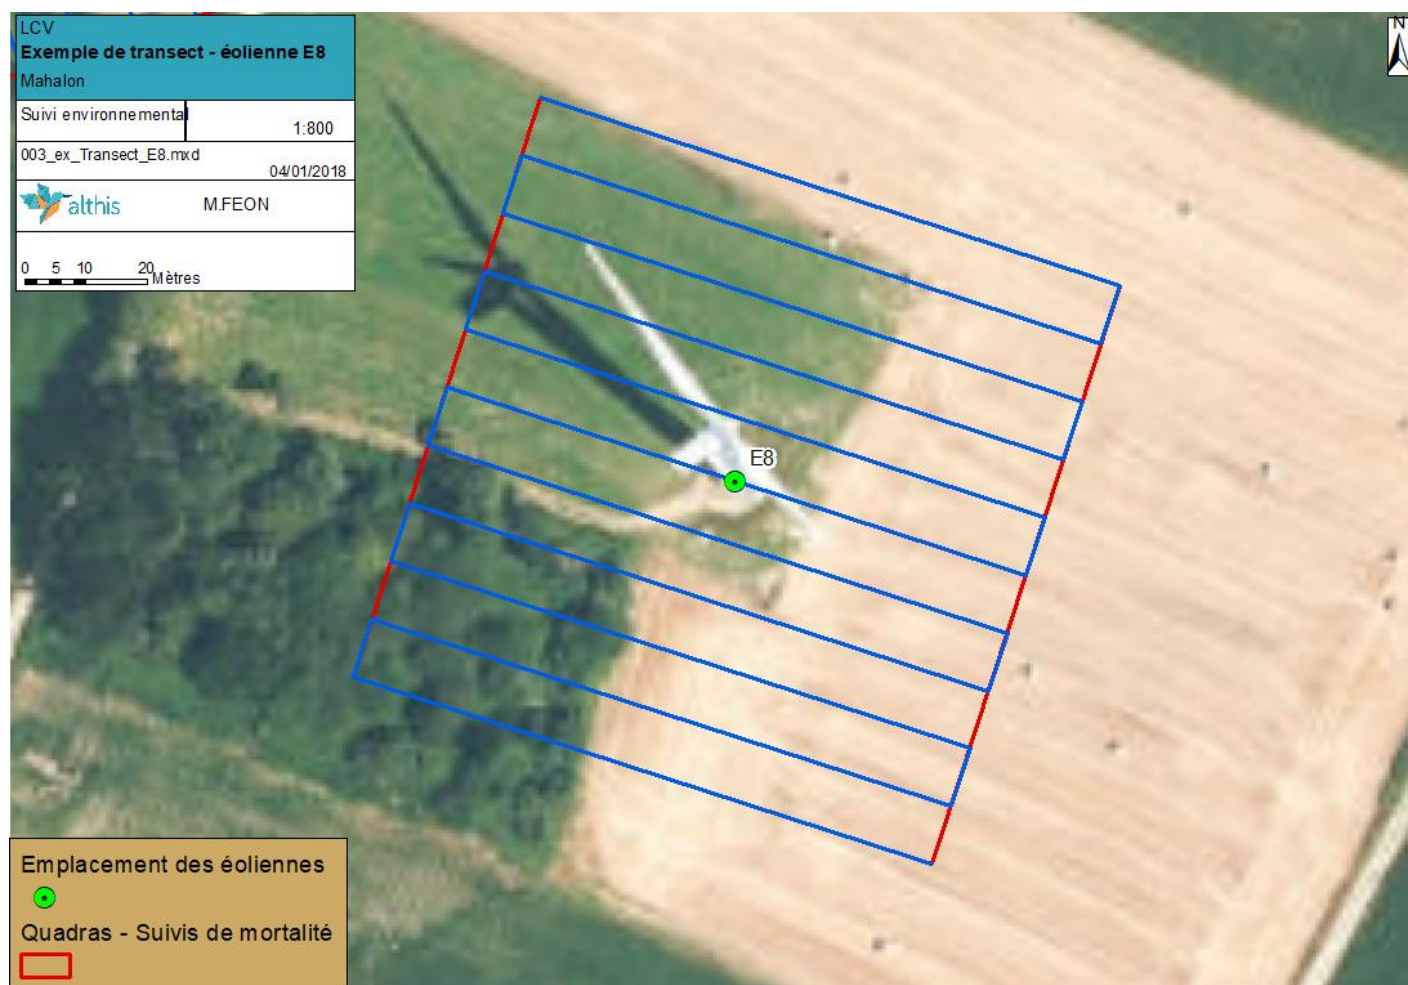 LCV
Exemple de transect - éolienne E8
Mahalon
Suivi environnemental
1:800
003_ex_Transect_E8.mxd
04/01/2018
althis
M.FEON
0 5 10 20 Mètres
N
E8
Emplacement des éoliennes
Quadras - Suivis de mortalité